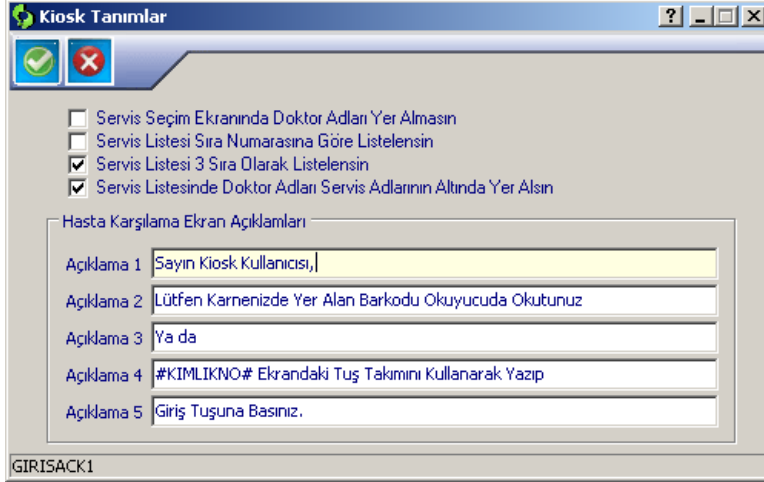 Kiosk Tanımlar
Servis Seçim Ekranında Doktor Adları Yer Almasın
Servis Listesi Sıra Numarasına Göre Listelensin
Servis Listesi 3 Sıra Olarak Listelensin
Servis Listesinde Doktor Adları Servis Adlarının Altında Yer Alsın
Hasta Karşılama Ekran Açıklamları
Açıklama 1 Sayın Kiosk Kullanıcısı,
Açıklama 2 Lütfen Karnenizde Yer Alan Barkodu Okuyucuda Okutunuz
Açıklama 3 Ya da
Açıklama 4 #KIMLIKNO# Ekrandaki Tuş Takımını Kullanarak Yazıp
Açıklama 5 Giriş Tuşuna Basınız.
GIRISACK1